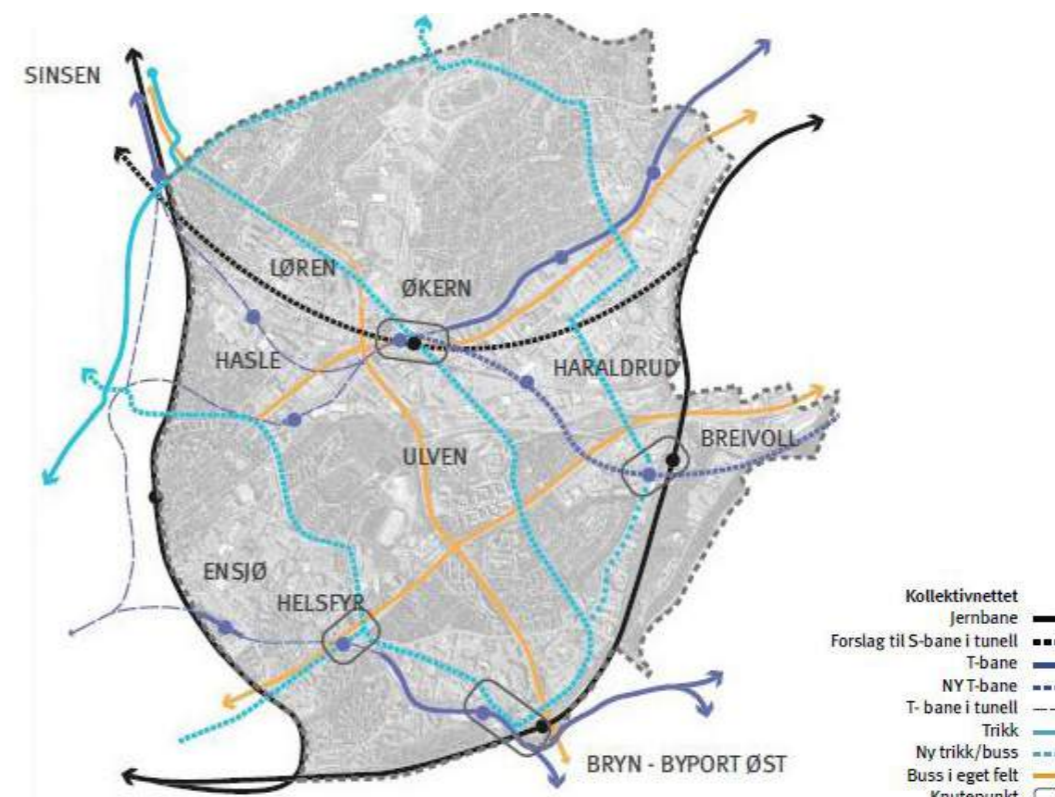 SINSEN
LØREN
ØKERN
HASLE
HARALDRUD
ULVEN
BREIVOLL
ENSJØ
HELSFYR
BRYN - BYPORT ØST
Kollektivnettet
Jernbane
Forslag til S-bane i tunell
T-bane
NY T-bane
T- bane i tunell
Trikk
Ny trikk/buss
Buss i eget felt
Knutepunkt